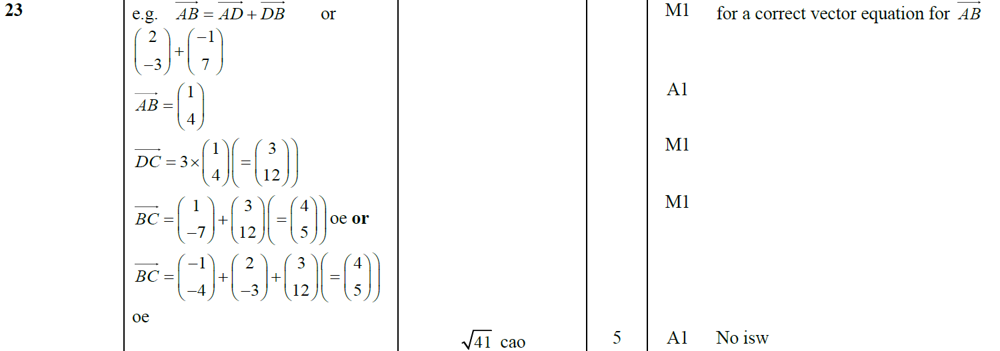 23 e.g. $\overrightarrow{AB} = \overrightarrow{AD} + \overrightarrow{DB}$ or M1 for a correct vector equation for $\overrightarrow{AB}$
$\begin{pmatrix} 2 \\ -3 \end{pmatrix} + \begin{pmatrix} -1 \\ 7 \end{pmatrix}$
$\overrightarrow{AB} = \begin{pmatrix} 1 \\ 4 \end{pmatrix}$ A1
$\overrightarrow{DC} = 3 \times \begin{pmatrix} 1 \\ 4 \end{pmatrix} \left( = \begin{pmatrix} 3 \\ 12 \end{pmatrix} \right)$ M1
$\overrightarrow{BC} = \begin{pmatrix} 1 \\ -7 \end{pmatrix} + \begin{pmatrix} 3 \\ 12 \end{pmatrix} \left( = \begin{pmatrix} 4 \\ 5 \end{pmatrix} \right)$ oe or M1
$\overrightarrow{BC} = \begin{pmatrix} -1 \\ -4 \end{pmatrix} + \begin{pmatrix} 2 \\ -3 \end{pmatrix} + \begin{pmatrix} 3 \\ 12 \end{pmatrix} \left( = \begin{pmatrix} 4 \\ 5 \end{pmatrix} \right)$
oe
$\sqrt{41}$ cao 5 A1 No isw